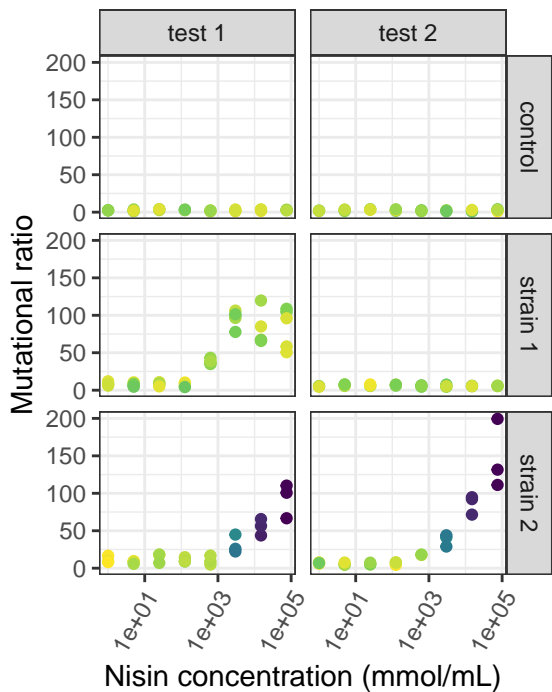 test 1 test 2
200
150
100
50
0
control
200
150
100
50
0
strain 1
200
150
100
50
0
strain 2
Mutational ratio
1e+01 1e+03 1e+05 1e+01 1e+03 1e+05
Nisin concentration (mmol/mL)